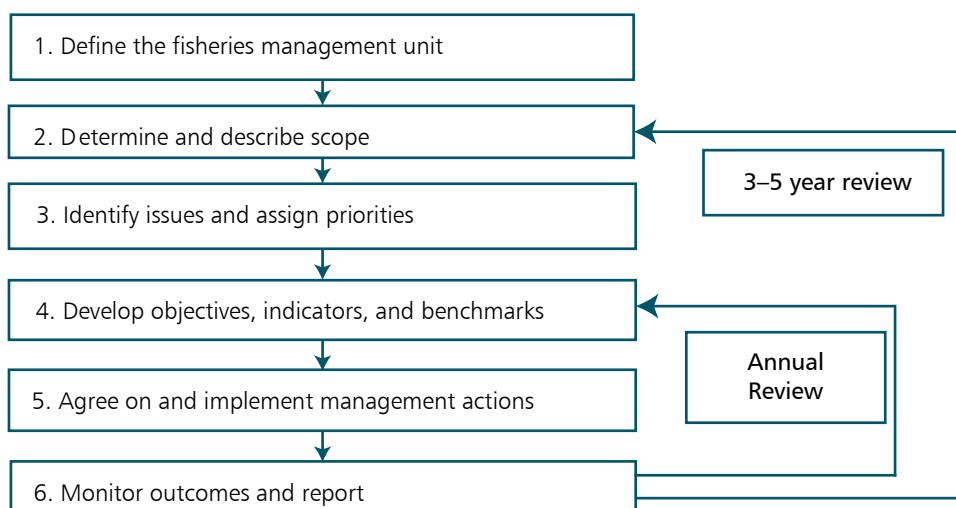 1. Define the fisheries management unit
2. Determine and describe scope
3–5 year review
3. Identify issues and assign priorities
4. Develop objectives, indicators, and benchmarks
Annual
Review
5. Agree on and implement management actions
6. Monitor outcomes and report